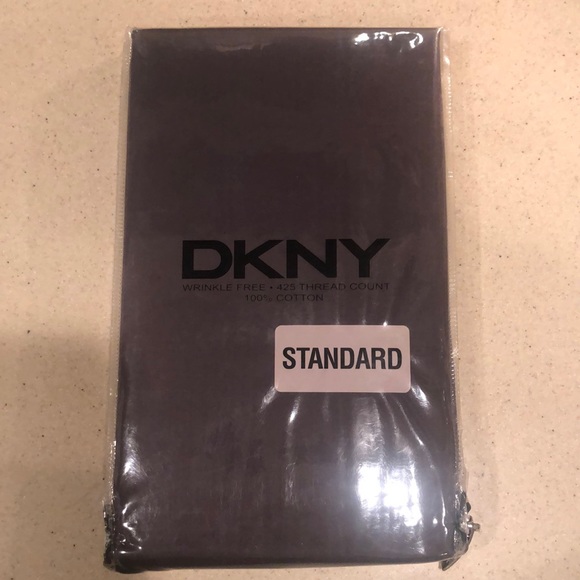 DKNY
WRINKLE FREE • 425 THREAD COUNT
100% COTTON
STANDARD